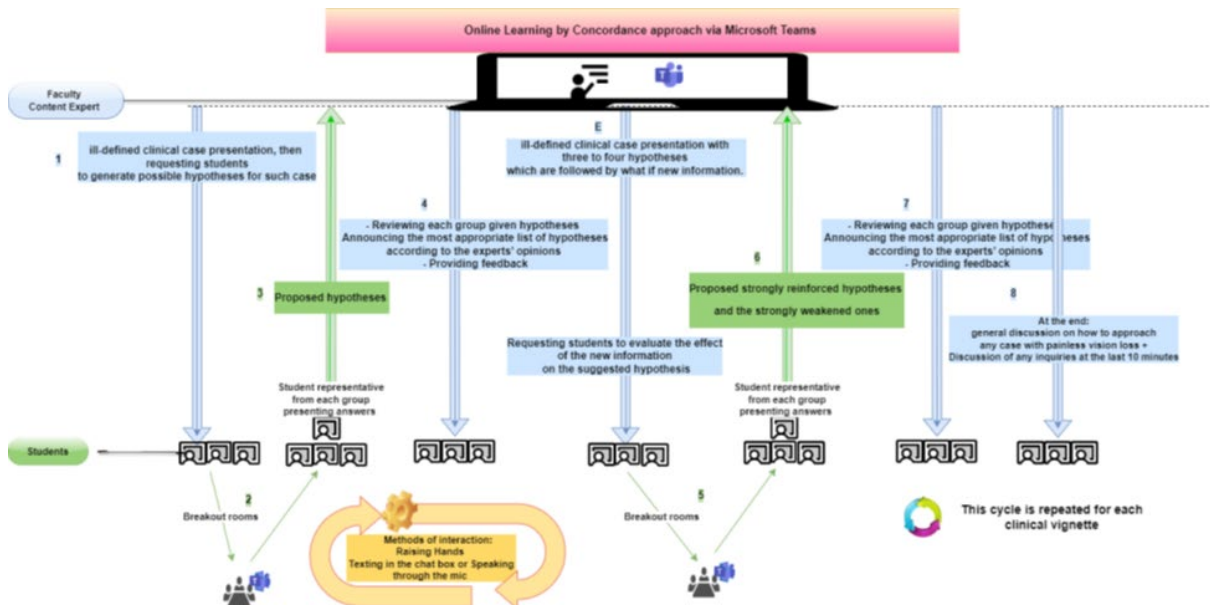 Online Learning by Concordance approach via Microsoft Teams
Faculty
Content Expert
1
ill-defined clinical case presentation, then
requesting students
to generate possible hypotheses for such case
E
ill-defined clinical case presentation with
three to four hypotheses
which are followed by what if new information.
4
- Reviewing each group given hypotheses
Announcing the most appropriate list of hypotheses
according to the experts' opinions
- Providing feedback
7
- Reviewing each group given hypotheses
Announcing the most appropriate list of hypotheses
according to the experts' opinions
- Providing feedback
3
Proposed hypotheses
6
Proposed strongly reinforced hypotheses
and the strongly weakened ones
8
At the end:
general discussion on how to approach
any case with painless vision loss +
Discussion of any inquiries at the last 10 minutes
Requesting students to evaluate the effect
of the new information
on the suggested hypothesis
Student representative
from each group
presenting answers
Student representative
from each group
presenting answers
Students
2
Breakout rooms
5
Breakout rooms
Methods of interaction:
Raising Hands
Texting in the chat box or Speaking
through the mic
This cycle is repeated for each
clinical vignette